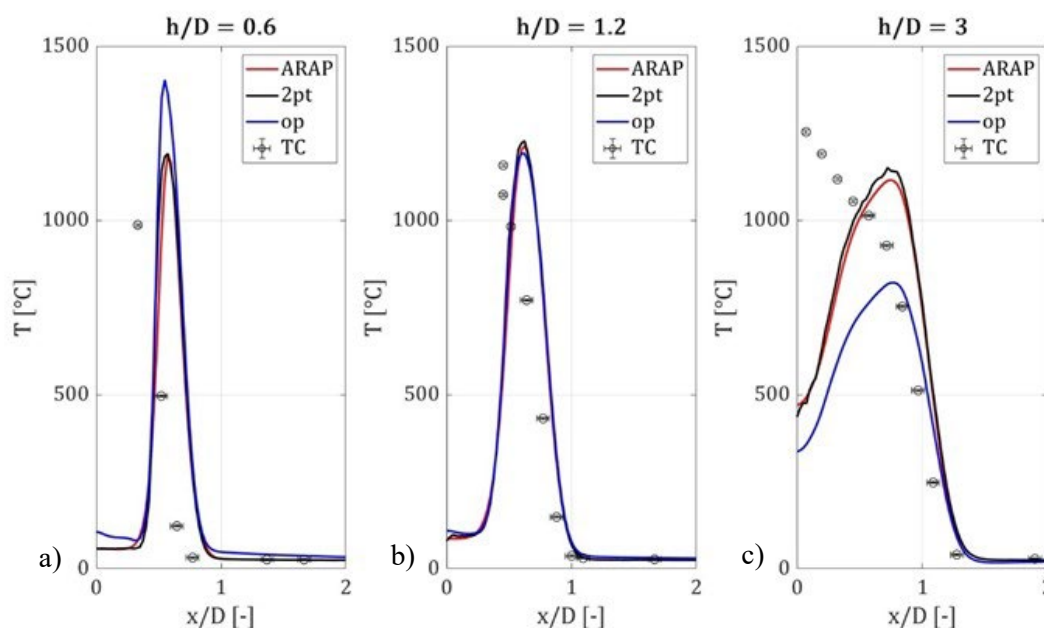 h/D = 0.6
1500
1000
500
0
T [°C]
ARAP
2pt
op
TC
a)
0
1
2
x/D [-]
h/D = 1.2
1500
1000
500
0
T [°C]
ARAP
2pt
op
TC
b)
0
1
2
x/D [-]
h/D = 3
1500
1000
500
0
T [°C]
ARAP
2pt
op
TC
c)
0
1
2
x/D [-]